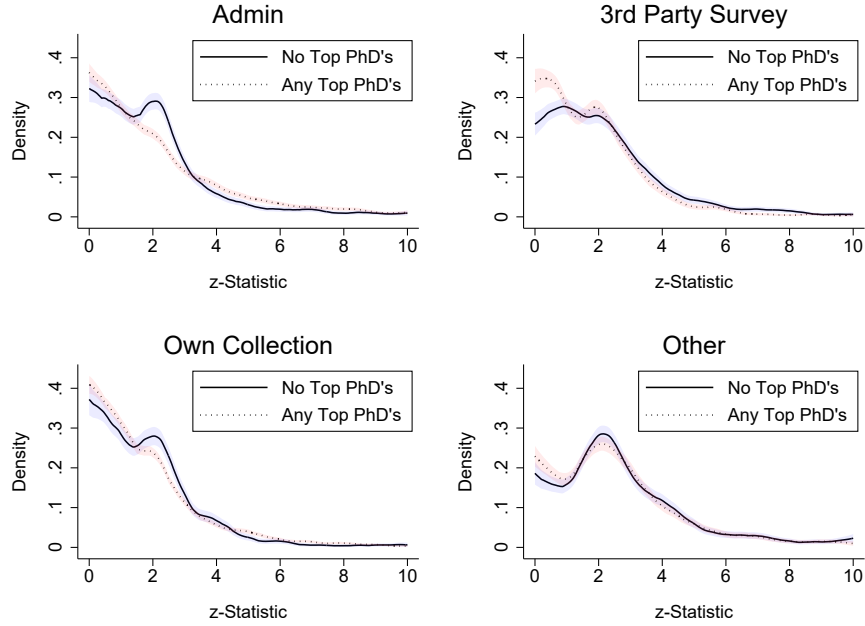 Admin
No Top PhD's
Any Top PhD's
Density
.4
.3
.2
.1
0
0 2 4 6 8 10
z-Statistic
3rd Party Survey
No Top PhD's
Any Top PhD's
Density
.4
.3
.2
.1
0
0 2 4 6 8 10
z-Statistic
Own Collection
No Top PhD's
Any Top PhD's
Density
.4
.3
.2
.1
0
0 2 4 6 8 10
z-Statistic
Other
No Top PhD's
Any Top PhD's
Density
.4
.3
.2
.1
0
0 2 4 6 8 10
z-Statistic